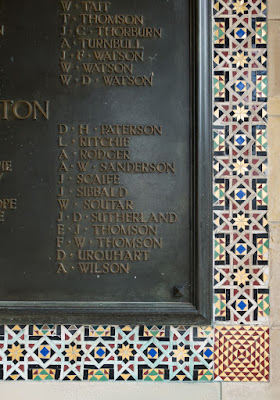 W · TAIT
T · THOMSON
J · C · THORBURN
A · TURNBULL
J · F · WATSON
W · WATSON
W · D · WATSON
TON
D · H · PATERSON
L · RITCHIE
A · RODGER
A · W · SANDERSON
J · SCAIFE
J · SIBBALD
W · SOUTAR
J · D · SUTHERLAND
E · J · THOMSON
F · W · THOMSON
D · URQUHART
A · WILSON